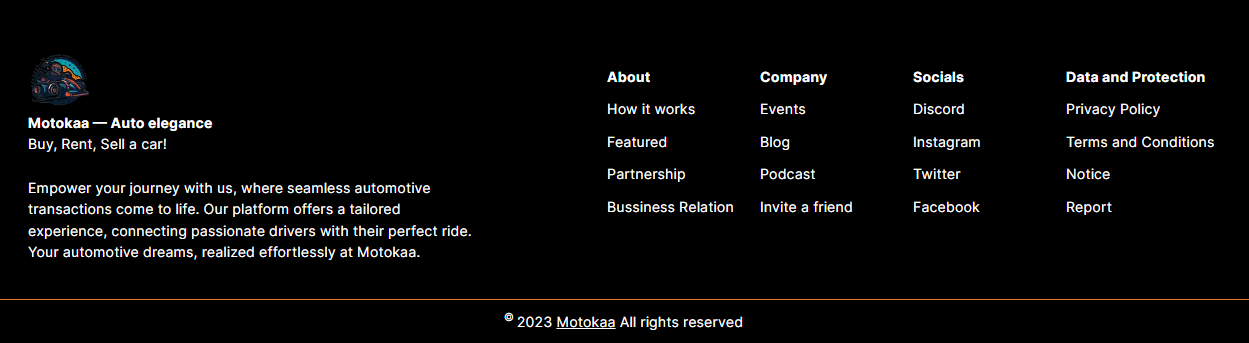 Motokaa — Auto elegance
Buy, Rent, Sell a car!
Empower your journey with us, where seamless automotive
transactions come to life. Our platform offers a tailored
experience, connecting passionate drivers with their perfect ride.
Your automotive dreams, realized effortlessly at Motokaa.
About
How it works
Featured
Partnership
Bussiness Relation
Company
Events
Blog
Podcast
Invite a friend
Socials
Discord
Instagram
Twitter
Facebook
Data and Protection
Privacy Policy
Terms and Conditions
Notice
Report
© 2023 Motokaa All rights reserved